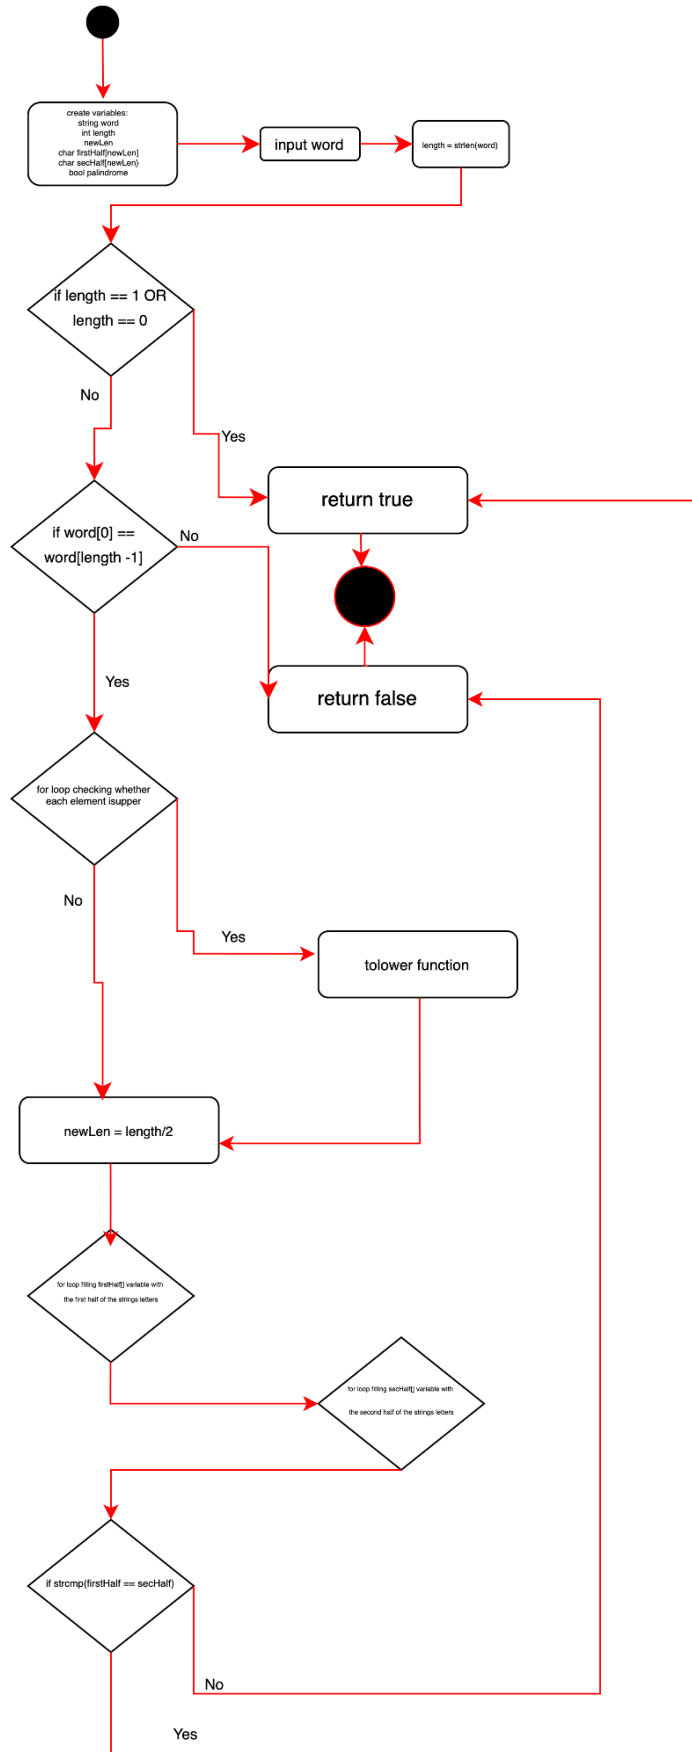 create variables:
string word
int length
newLen
char firstHalf[newLen]
char secHalf[newLen}
bool palindrome
input word
length = strlen(word)
if length == 1 OR
length == 0
No
Yes
return true
if word[0] ==
word[length -1]
No
Yes
return false
for loop checking whether
each element isupper
No
Yes
tolower function
newLen = length/2
for loop filling firstHalf[] variable with
the first half of the strings letters
for loop filling secHalf[] variable with
the second half of the strings letters
if strcmp(firstHalf == secHalf)
No
Yes